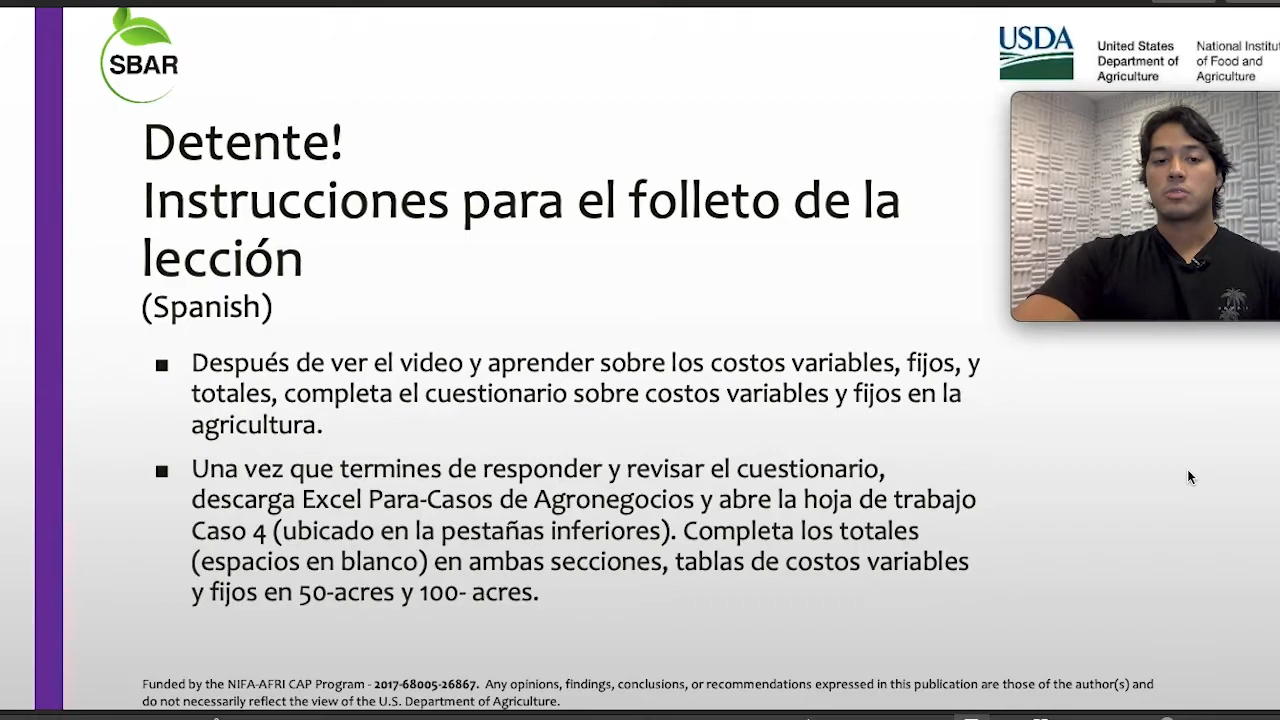 SBAR
USDA
United States
Department of
Agriculture
National Institu
of Food and
Agriculture
Detente!
Instrucciones para el folleto de la
lección
(Spanish)
Después de ver el video y aprender sobre los costos variables, fijos, y
totales, completa el cuestionario sobre costos variables y fijos en la
agricultura.
Una vez que termines de responder y revisar el cuestionario,
descarga Excel Para-Casos de Agronegocios y abre la hoja de trabajo
Caso 4 (ubicado en la pestañas inferiores). Completa los totales
(espacios en blanco) en ambas secciones, tablas de costos variables
y fijos en 50-acres y 100- acres.
Funded by the NIFA-AFRI CAP Program - 2017-68005-26867. Any opinions, findings, conclusions, or recommendations expressed in this publication are those of the author(s) and
do not necessarily reflect the view of the U.S. Department of Agriculture.